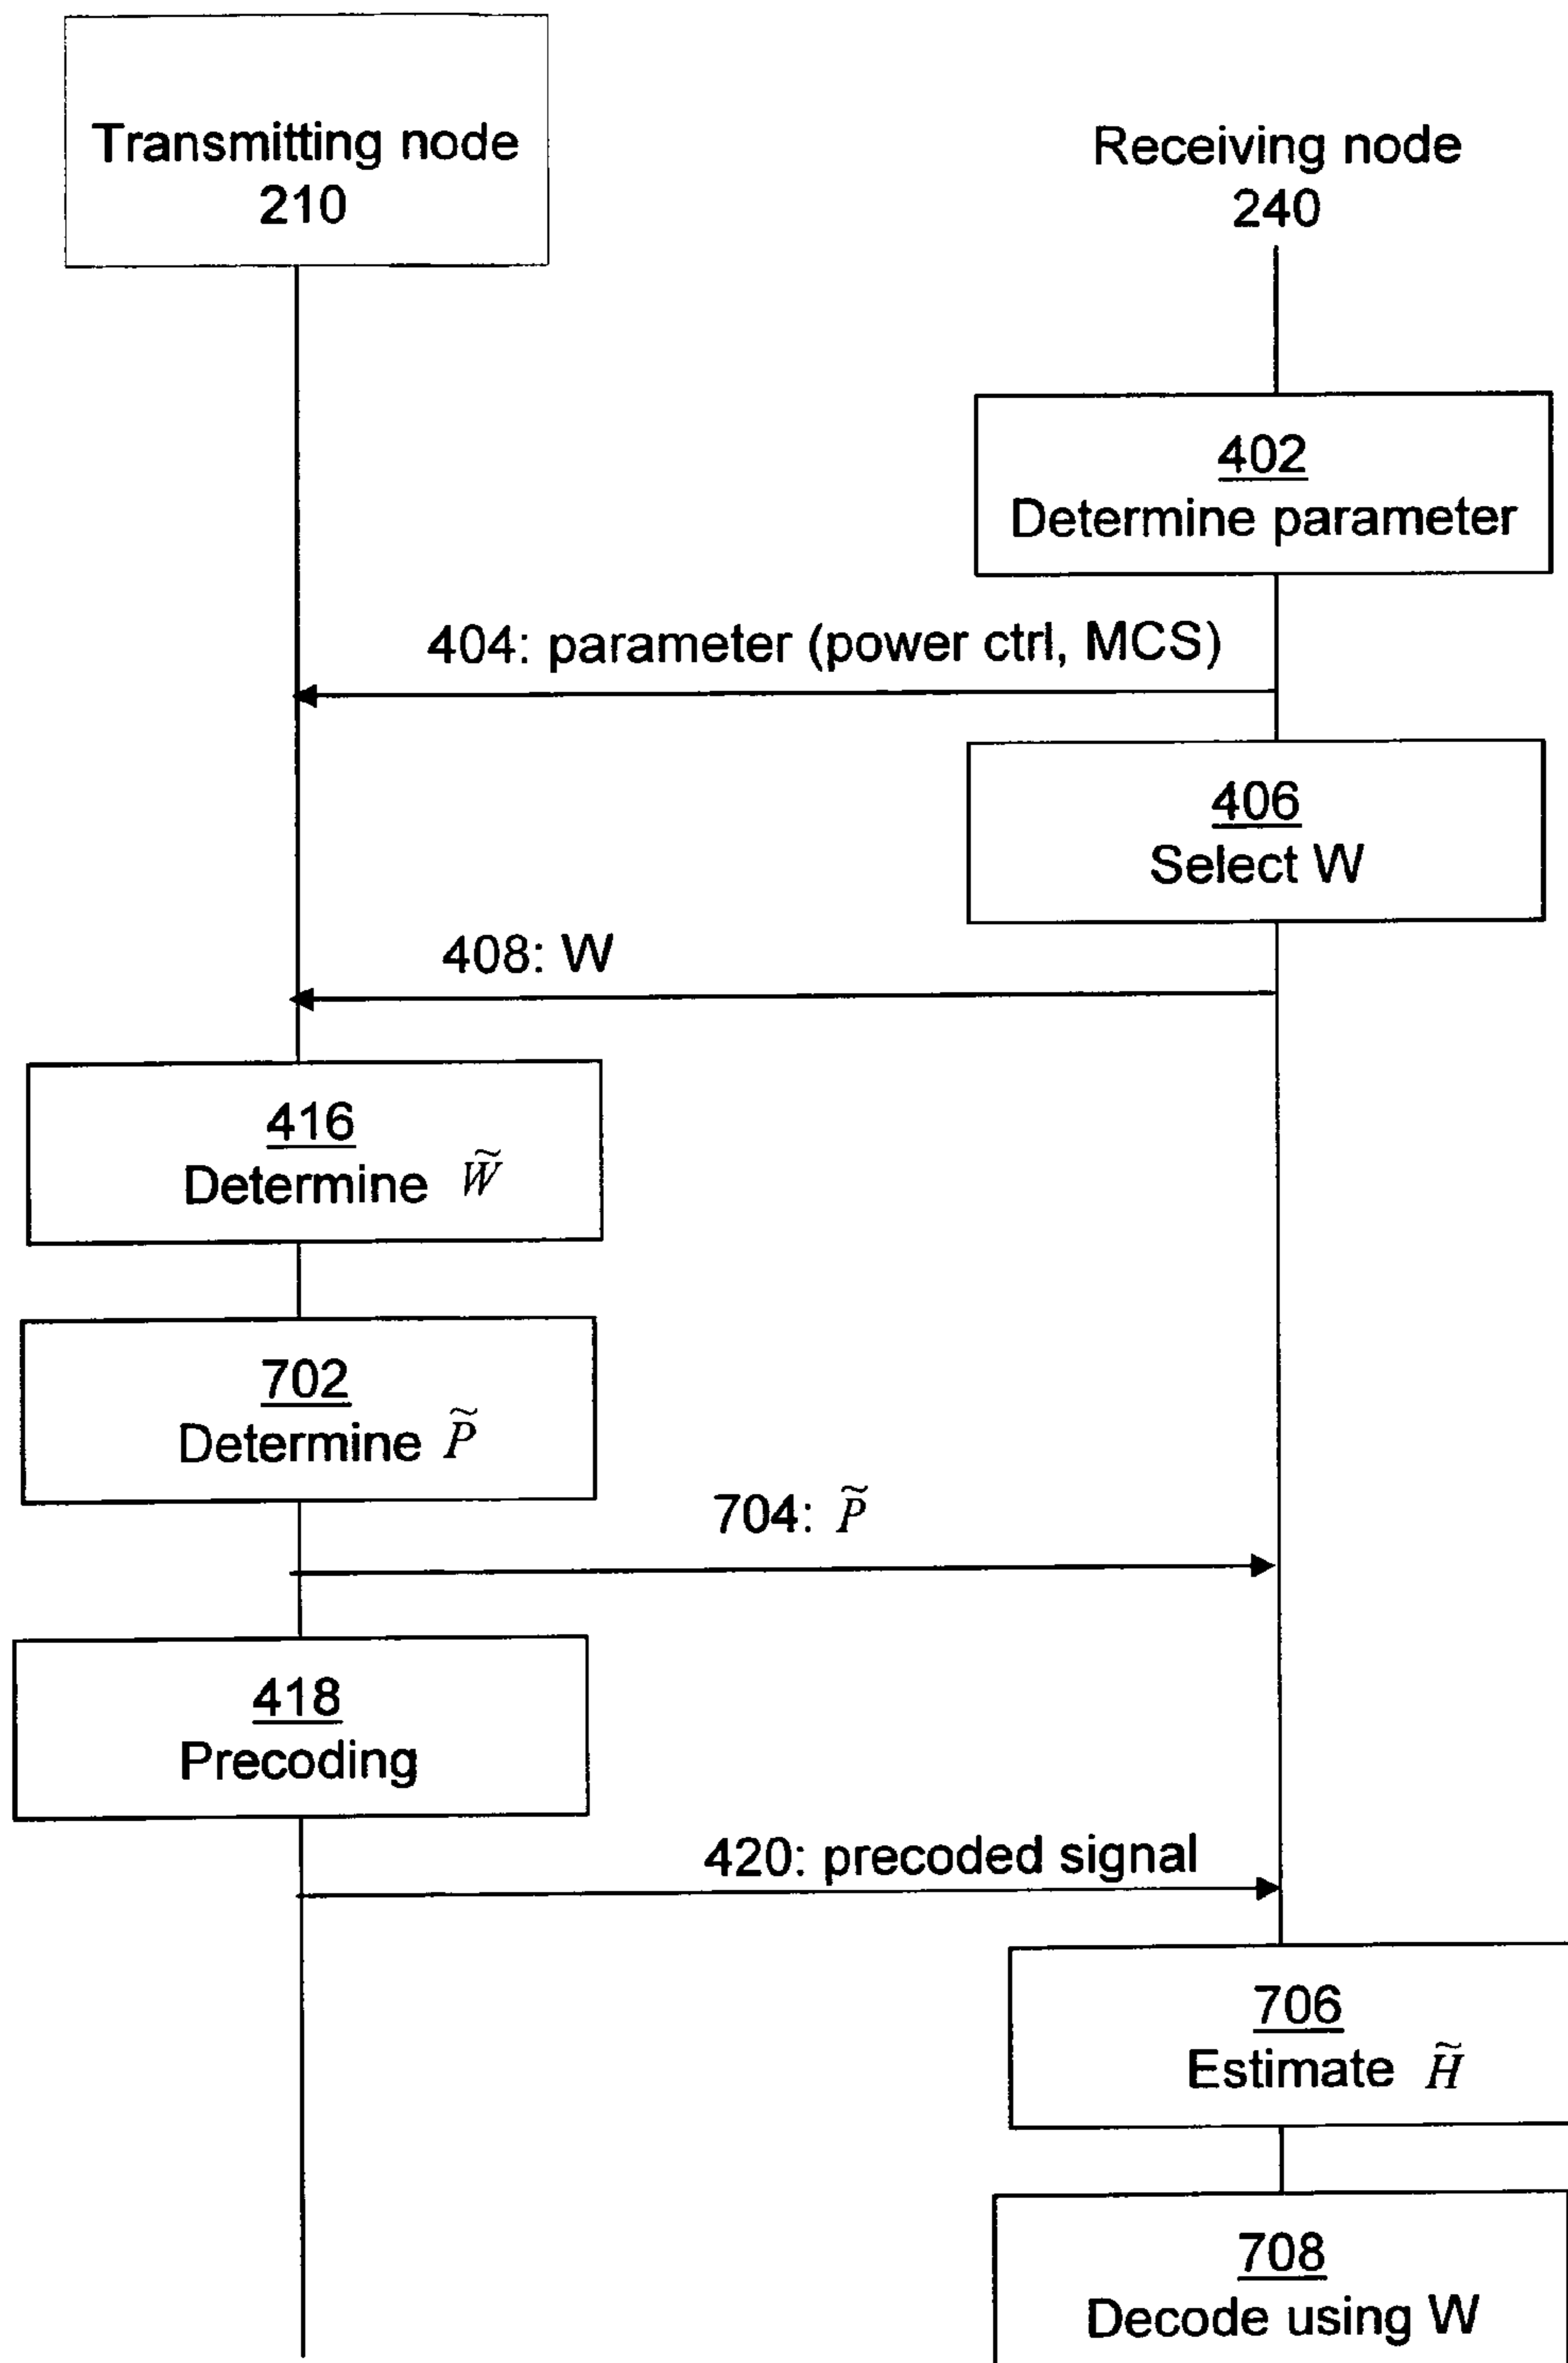 Transmitting node
210
Receiving node
240
402
Determine parameter
404: parameter (power ctrl, MCS)
406
Select W
408: W
416
Determine W̃
702
Determine P̃
704: P̃
418
Precoding
420: precoded signal
706
Estimate H̃
708
Decode using W